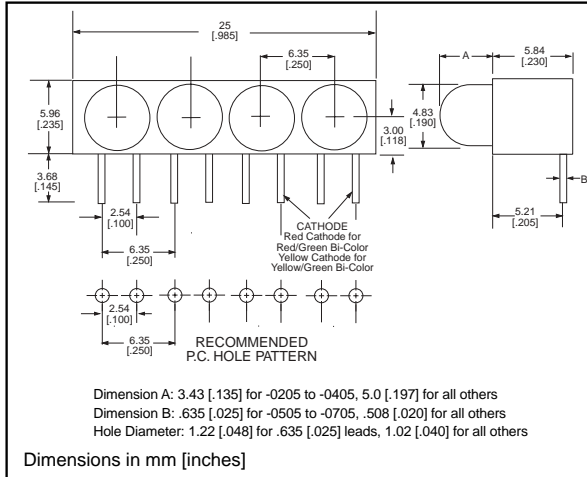 25
[.985]
6.35
[.250]
A
5.84
[.230]
5.96
[.235]
3.00
[.118]
4.83
[.190]
3.68
[.145]
B
2.54
[.100]
CATHODE
Red Cathode for
Red/Green Bi-Color
Yellow Cathode for
Yellow/Green Bi-Color
5.21
[.205]
6.35
[.250]
2.54
[.100]
6.35
[.250]
RECOMMENDED
P.C. HOLE PATTERN
Dimension A: 3.43 [.135] for -0205 to -0405, 5.0 [.197] for all others
Dimension B: .635 [.025] for -0505 to -0705, .508 [.020] for all others
Hole Diameter: 1.22 [.048] for .635 [.025] leads, 1.02 [.040] for all others
Dimensions in mm [inches]